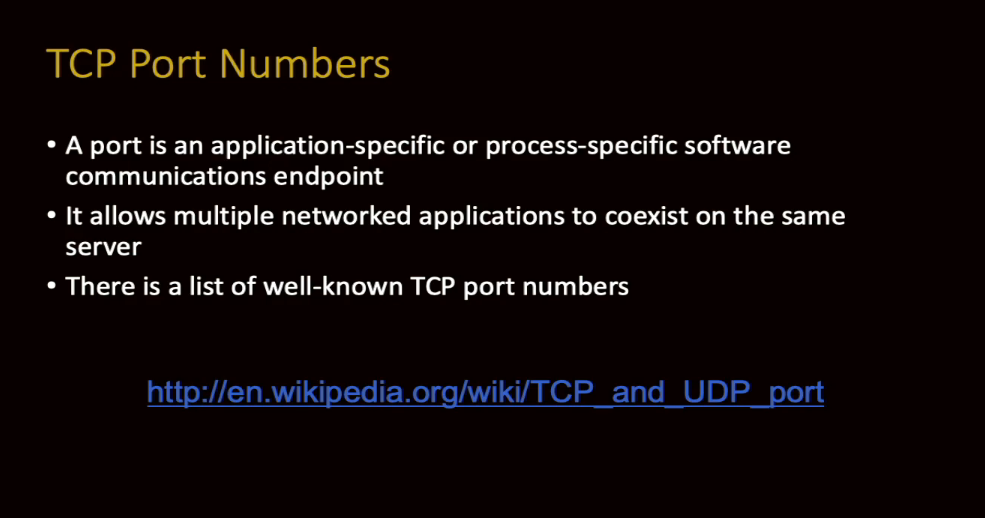 TCP Port Numbers
• A port is an application-specific or process-specific software
communications endpoint
• It allows multiple networked applications to coexist on the same
server
• There is a list of well-known TCP port numbers
http://en.wikipedia.org/wiki/TCP_and_UDP_port